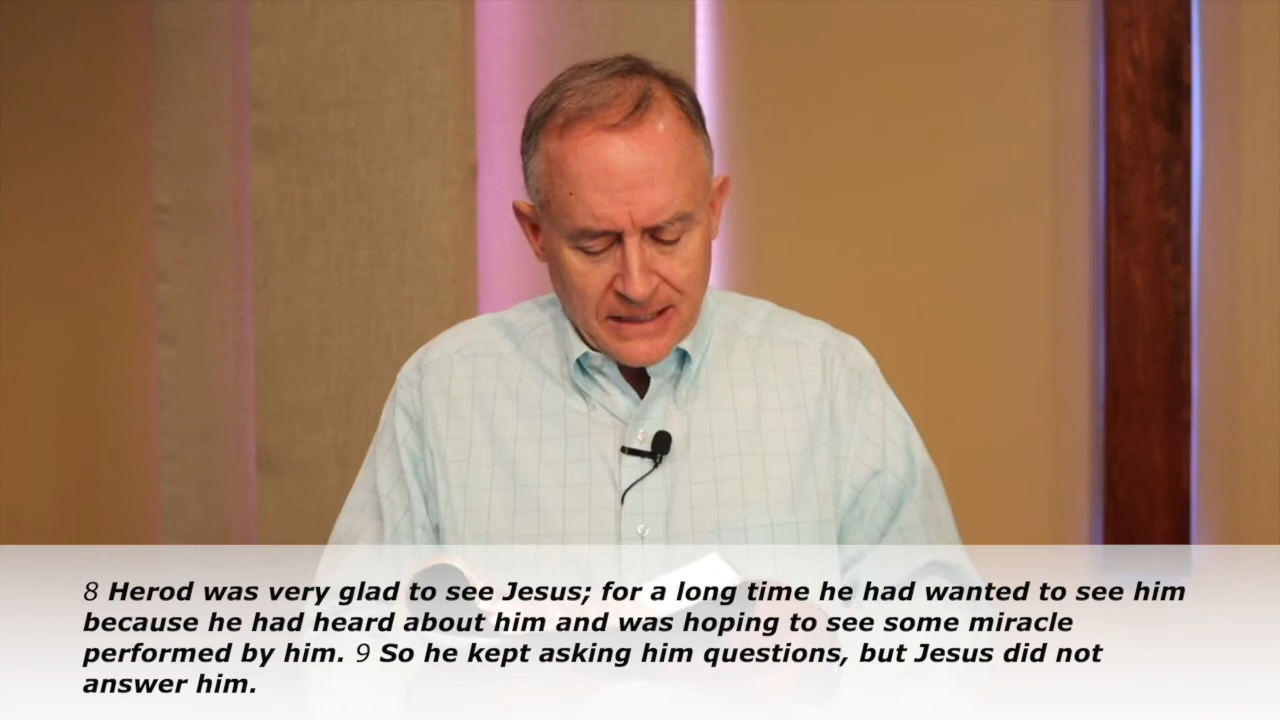 8 Herod was very glad to see Jesus; for a long time he had wanted to see him
because he had heard about him and was hoping to see some miracle
performed by him. 9 So he kept asking him questions, but Jesus did not
answer him.